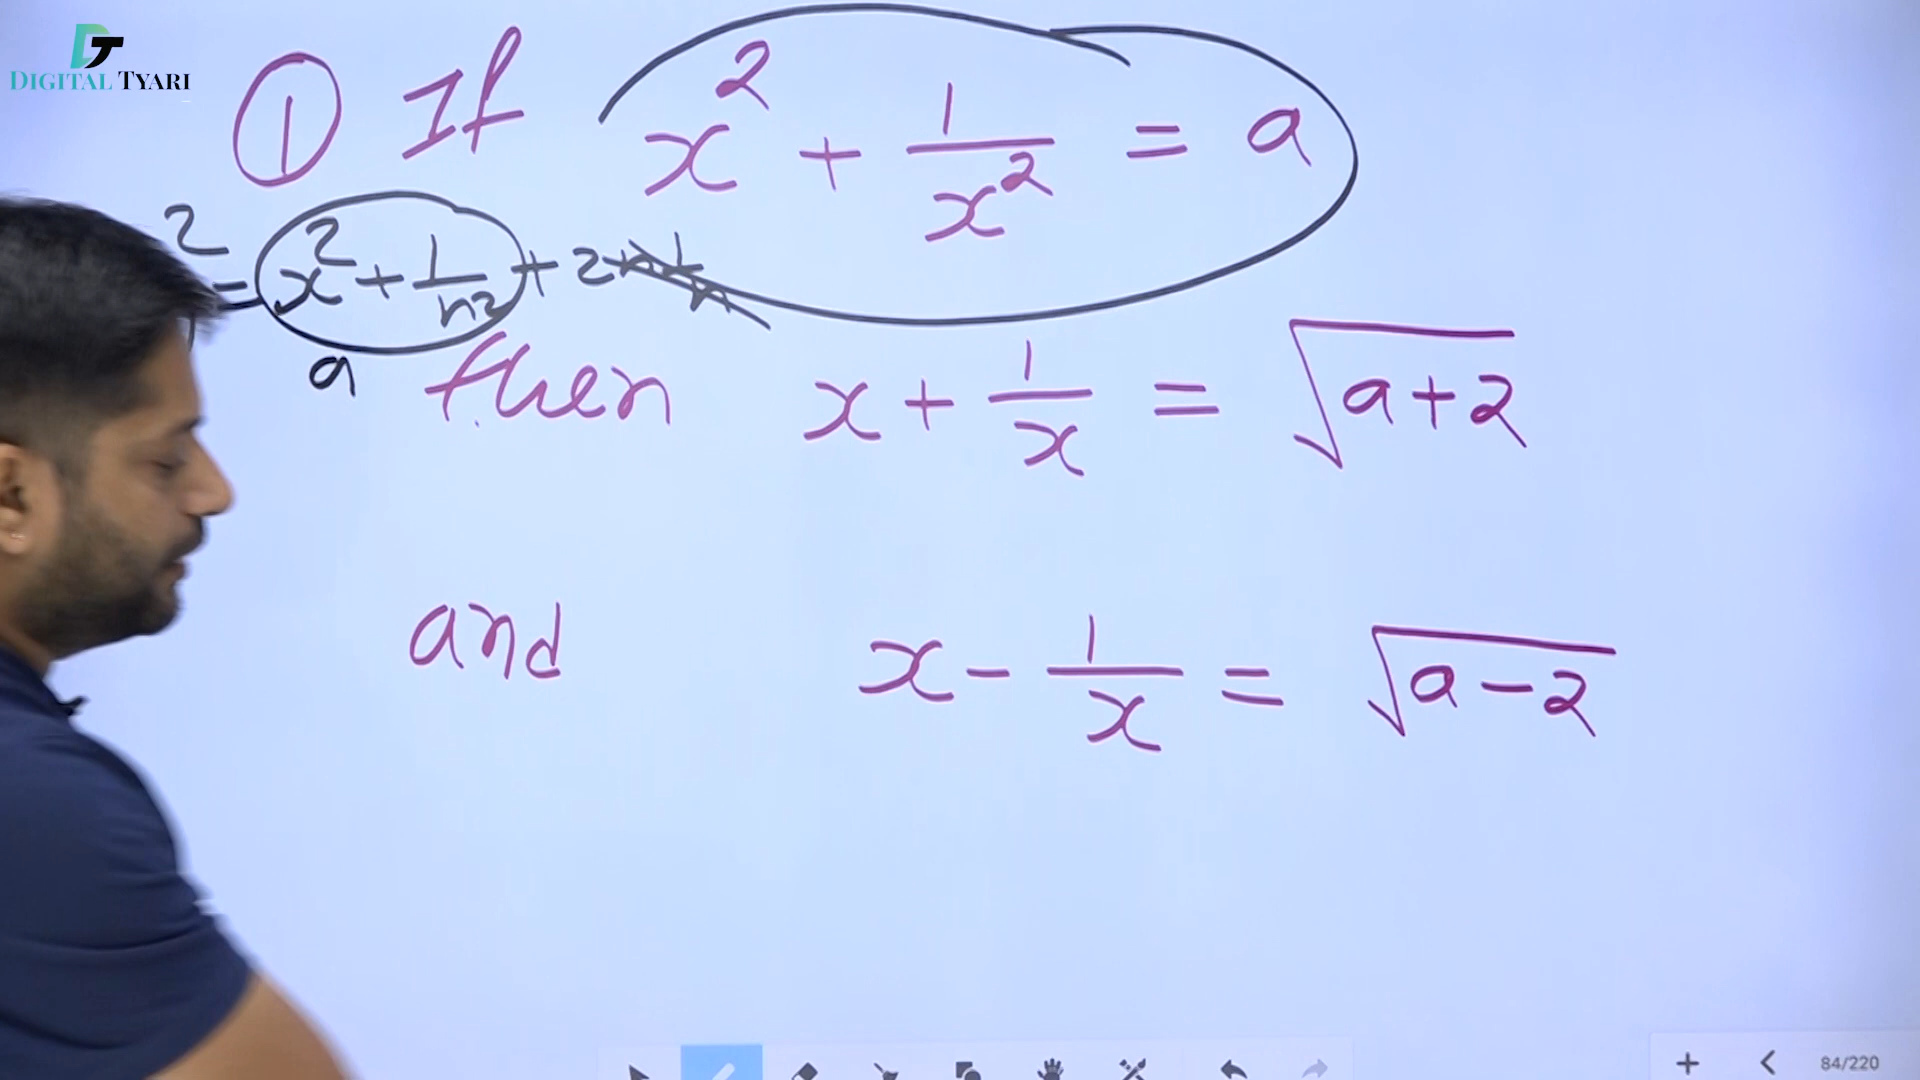 DT
DIGITAL TYARI
① If x² + 1/x² = a
² = x² + 1/x² + 2
a
then x + 1/x = √(a+2)
and x - 1/x = √(a-2)
84/220